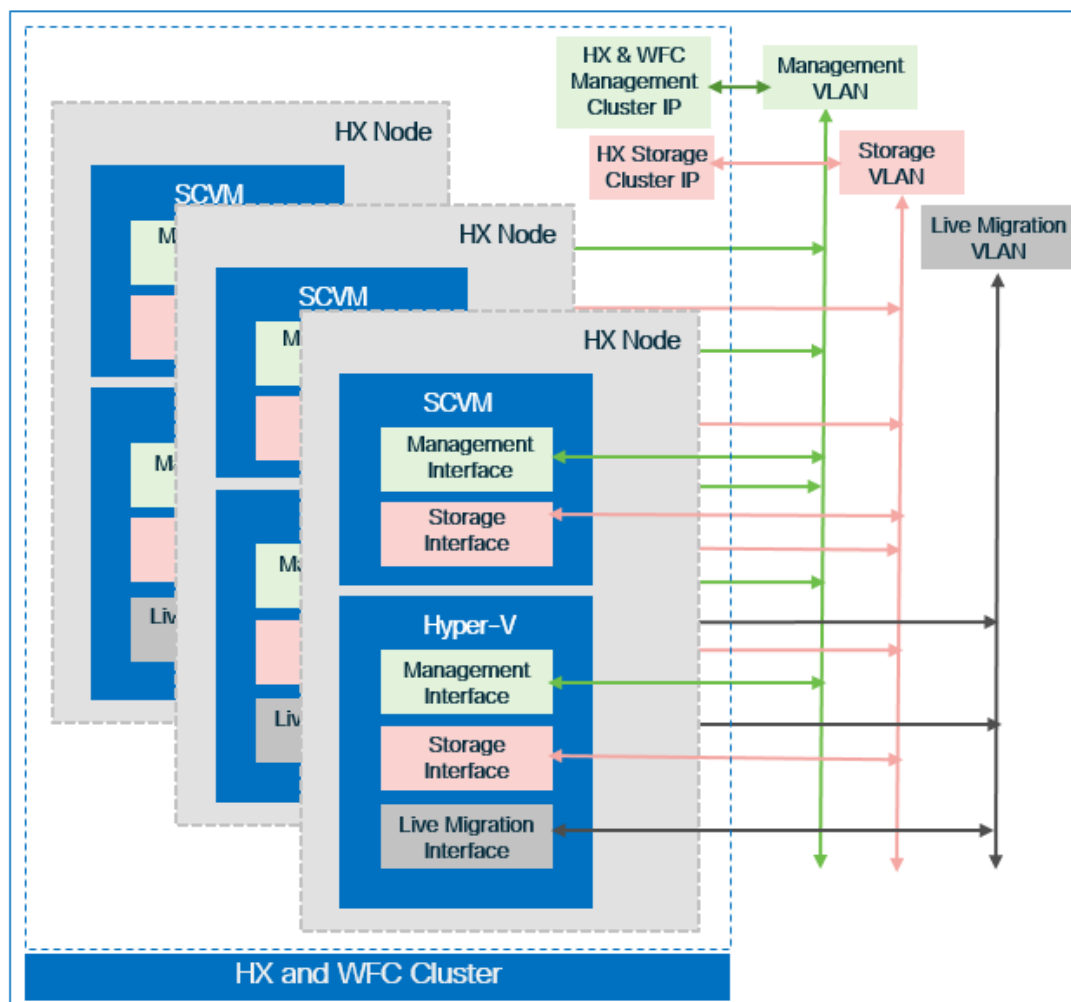 HX & WFC
Management
Cluster IP
Management
VLAN
HX Storage
Cluster IP
Storage
VLAN
Live Migration
VLAN
HX Node
SCVM
HX Node
SCVM
HX Node
SCVM
Management
Interface
Storage
Interface
Hyper-V
Management
Interface
Storage
Interface
Live Migration
Interface
HX and WFC Cluster